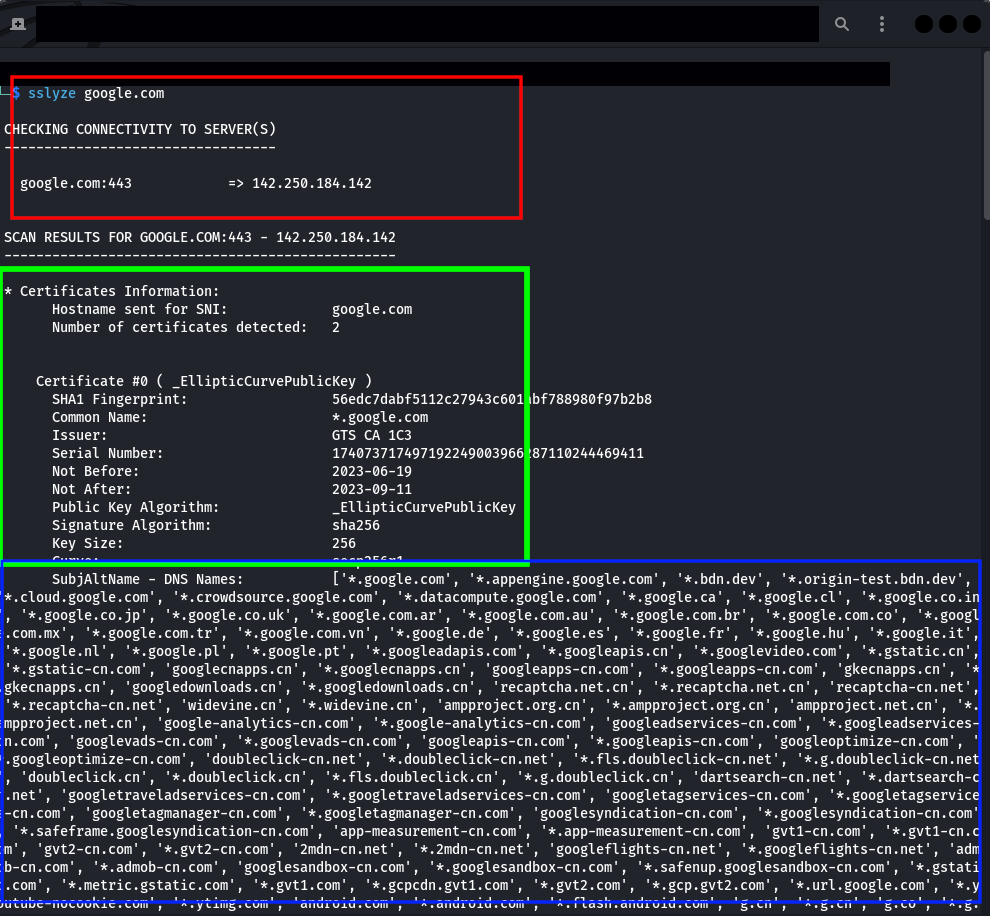 $ sslyze google.com
CHECKING CONNECTIVITY TO SERVER(S)
----------------------------------
google.com:443 => 142.250.184.142
SCAN RESULTS FOR GOOGLE.COM:443 - 142.250.184.142
-------------------------------------------------
* Certificates Information:
Hostname sent for SNI: google.com
Number of certificates detected: 2
Certificate #0 ( _EllipticCurvePublicKey )
SHA1 Fingerprint: 56edc7dabf5112c27943c601abf788980f97b2b8
Common Name: *.google.com
Issuer: GTS CA 1C3
Serial Number:
Not Before: 2023-06-19
Not After: 2023-09-11
Public Key Algorithm: _EllipticCurvePublicKey
Signature Algorithm: sha256
Key Size: 256
Curve: secp256r1
SubjAltName - DNS Names: ['*.google.com', '*.appengine.google.com', '*.bdn.dev', '*.origin-test.bdn.dev',
'*.cloud.google.com', '*.crowdsource.google.com', '*.datacompute.google.com', '*.google.ca', '*.google.cl', '*.google.co.in
', '*.google.co.jp', '*.google.co.uk', '*.google.com.ar', '*.google.com.au', '*.google.com.br', '*.google.com.co', '*.googl
e.com.mx', '*.google.com.tr', '*.google.com.vn', '*.google.de', '*.google.es', '*.google.fr', '*.google.hu', '*.google.it',
'*.google.nl', '*.google.pl', '*.google.pt', '*.googleadapis.com', '*.googleapis.cn', '*.googlevideo.com', '*.gstatic.cn',
'*.gstatic-cn.com', 'googlecnapps.cn', '*.googlecnapps.cn', 'googleapps-cn.com', '*.googleapps-cn.com', 'gkecnapps.cn', '*
.gkecnapps.cn', 'googledownloads.cn', '*.googledownloads.cn', 'recaptcha.net.cn', '*.recaptcha.net.cn', 'recaptcha-cn.net',
'*.recaptcha-cn.net', 'widevine.cn', '*.widevine.cn', 'ampproject.org.cn', '*.ampproject.org.cn', 'ampproject.net.cn', '*.
ampproject.net.cn', 'google-analytics-cn.com', '*.google-analytics-cn.com', 'googleadservices-cn.com', '*.googleadservices-
cn.com', 'googlevads-cn.com', '*.googlevads-cn.com', 'googleapis-cn.com', '*.googleapis-cn.com', 'googleoptimize-cn.com', '
*.googleoptimize-cn.com', 'doubleclick-cn.net', '*.doubleclick-cn.net', '*.fls.doubleclick-cn.net', '*.g.doubleclick-cn.net
', 'doubleclick.cn', '*.doubleclick.cn', '*.fls.doubleclick.cn', '*.g.doubleclick.cn', 'dartsearch-cn.net', '*.dartsearch-c
n.net', 'googletraveladservices-cn.com', '*.googletraveladservices-cn.com', 'googletagservices-cn.com', '*.googletagservice
s-cn.com', 'googletagmanager-cn.com', '*.googletagmanager-cn.com', 'googlesyndication-cn.com', '*.googlesyndication-cn.com'
, '*.safeframe.googlesyndication-cn.com', 'app-measurement-cn.com', '*.app-measurement-cn.com', 'gvt1-cn.com', '*.gvt1-cn.c
om', 'gvt2-cn.com', '*.gvt2-cn.com', '2mdn-cn.net', '*.2mdn-cn.net', 'googleflights-cn.net', '*.googleflights-cn.net', 'adm
ob-cn.com', '*.admob-cn.com', 'googlesandbox-cn.com', '*.googlesandbox-cn.com', '*.safenup.googlesandbox-cn.com', '*.gstati
c.com', '*.metric.gstatic.com', '*.gvt1.com', '*.gcpcdn.gvt1.com', '*.gvt2.com', '*.gcp.gvt2.com', '*.url.google.com', '*.y
outube-nocookie.com', '*.ytimg.com', 'android.com', '*.android.com', '*.flash.android.com', 'g.cn', '*.g.cn', 'g.co', '*.g.